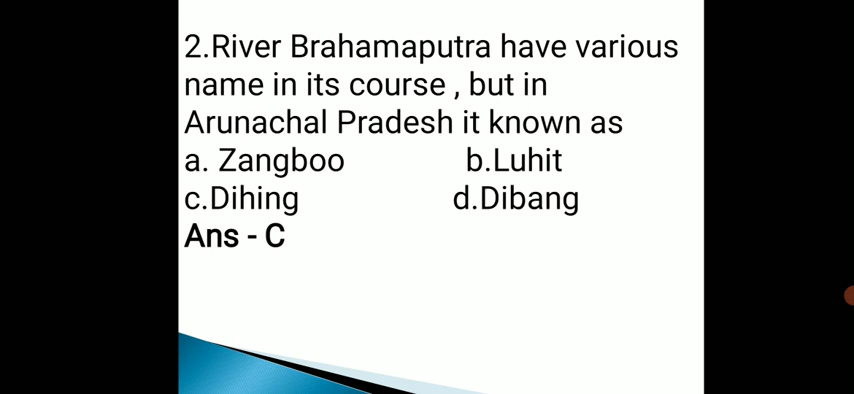 2.River Brahamaputra have various
name in its course , but in
Arunachal Pradesh it known as
a. Zangboo b.Luhit
c.Dihing d.Dibang
Ans - C